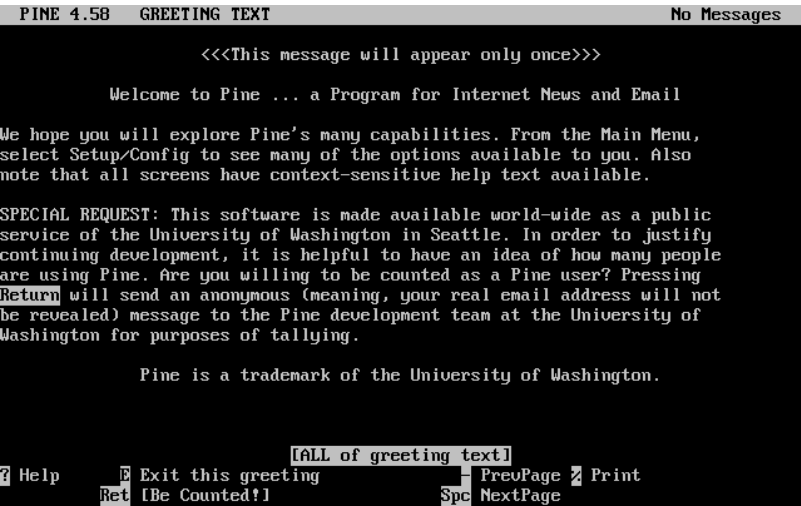 PINE 4.58 GREETING TEXT No Messages
<<<This message will appear only once>>>
Welcome to Pine ... a Program for Internet News and Email
We hope you will explore Pine's many capabilities. From the Main Menu,
select Setup/Config to see many of the options available to you. Also
note that all screens have context-sensitive help text available.
SPECIAL REQUEST: This software is made available world-wide as a public
service of the University of Washington in Seattle. In order to justify
continuing development, it is helpful to have an idea of how many people
are using Pine. Are you willing to be counted as a Pine user? Pressing
Return will send an anonymous (meaning, your real email address will not
be revealed) message to the Pine development team at the University of
Washington for purposes of tallying.
Pine is a trademark of the University of Washington.
[ALL of greeting text]
? Help E Exit this greeting - PrevPage % Print
Ret [Be Counted!] Spc NextPage